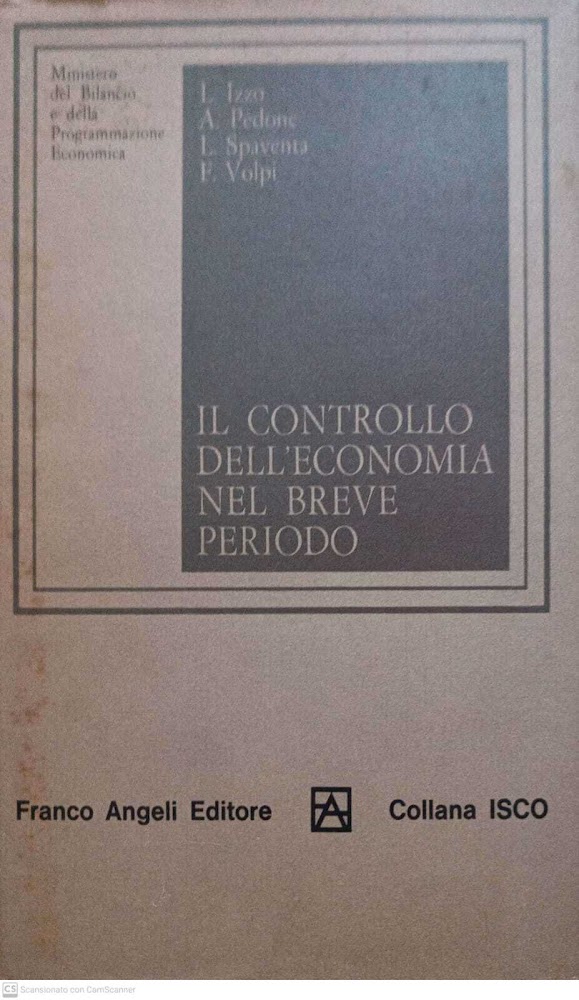 Ministero
del Bilancio
e della
Programmazione
Economica
L. Izzo
A. Pedone
L. Spaventa
F. Volpi
IL CONTROLLO
DELL'ECONOMIA
NEL BREVE
PERIODO
Franco Angeli Editore
FA
Collana ISCO
CS Scansionato con CamScanner